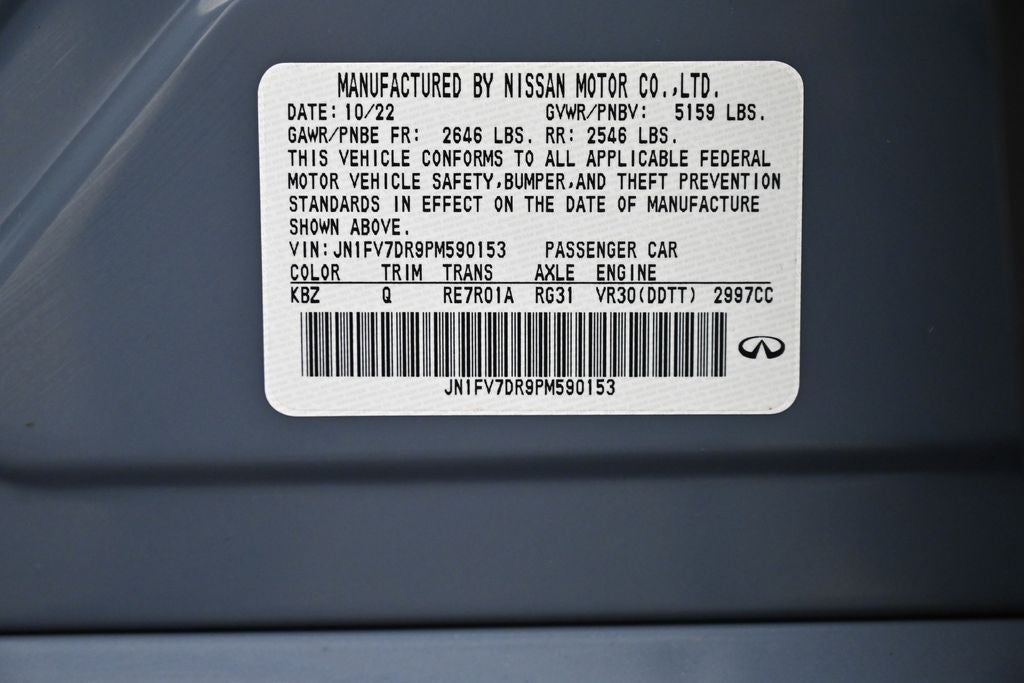 MANUFACTURED BY NISSAN MOTOR CO.,LTD.
DATE: 10/22 GVWR/PNBV: 5159 LBS.
GAWR/PNBE FR: 2646 LBS. RR: 2546 LBS.
THIS VEHICLE CONFORMS TO ALL APPLICABLE FEDERAL
MOTOR VEHICLE SAFETY,BUMPER,AND THEFT PREVENTION
STANDARDS IN EFFECT ON THE DATE OF MANUFACTURE
SHOWN ABOVE.
VIN: JN1FV7DR9PM590153 PASSENGER CAR
COLOR TRIM TRANS AXLE ENGINE
KBZ Q RE7R01A RG31 VR30(DDTT) 2997CC
JN1FV7DR9PM590153